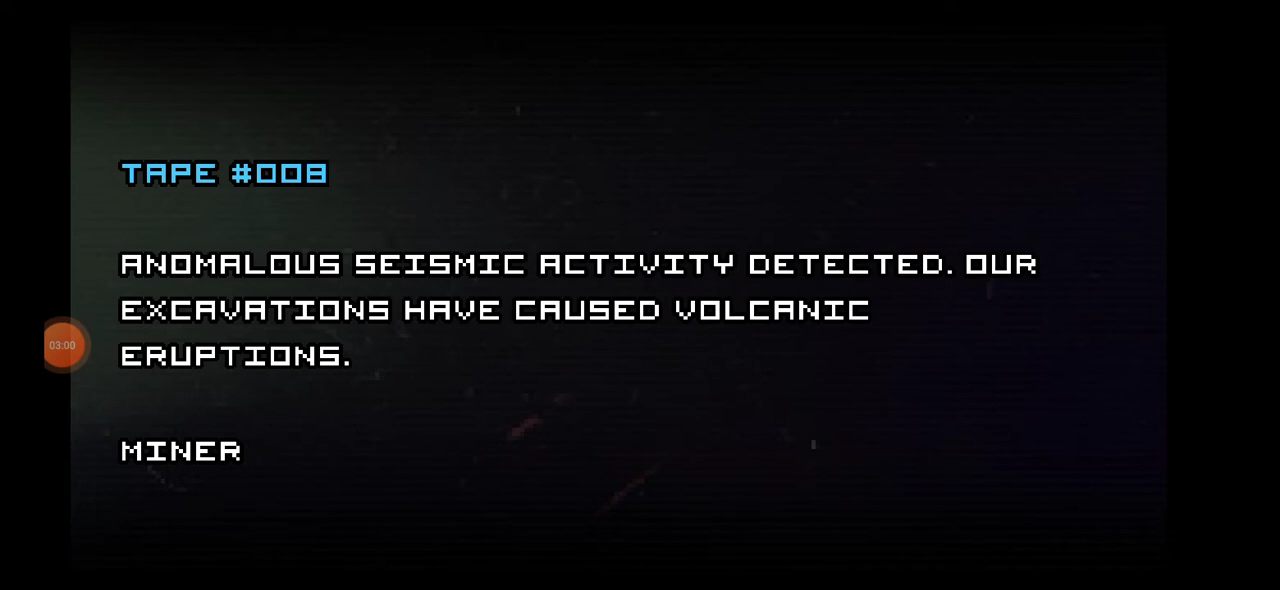 TAPE #008
ANOMALOUS SEISMIC ACTIVITY DETECTED. OUR
EXCAVATIONS HAVE CAUSED VOLCANIC
ERUPTIONS.
03:00
MINER